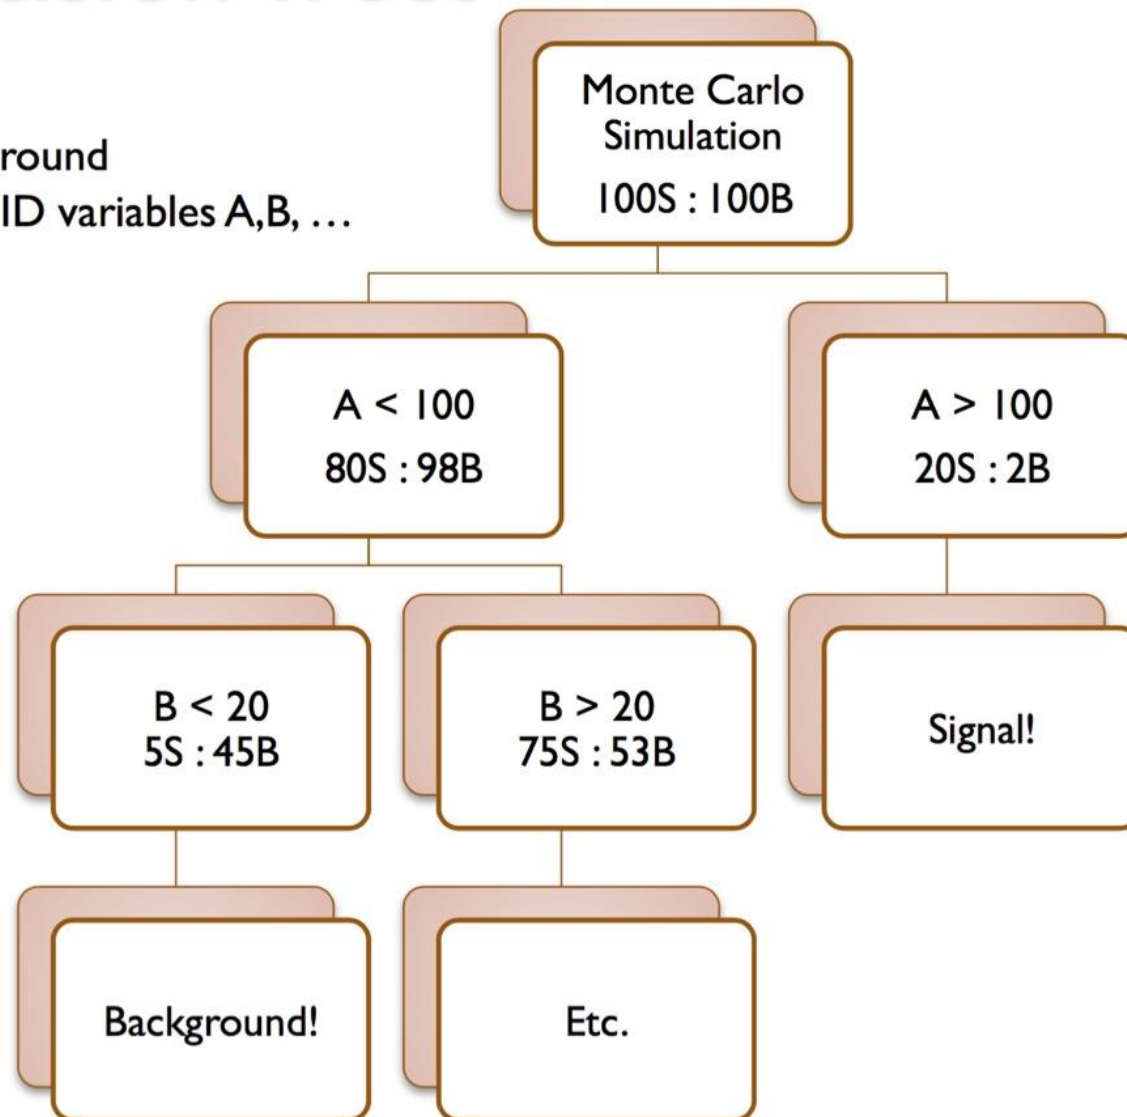 round
ID variables A,B, …
Monte Carlo
Simulation
100S : 100B
A < 100
80S : 98B
A > 100
20S : 2B
B < 20
5S : 45B
B > 20
75S : 53B
Signal!
Background!
Etc.